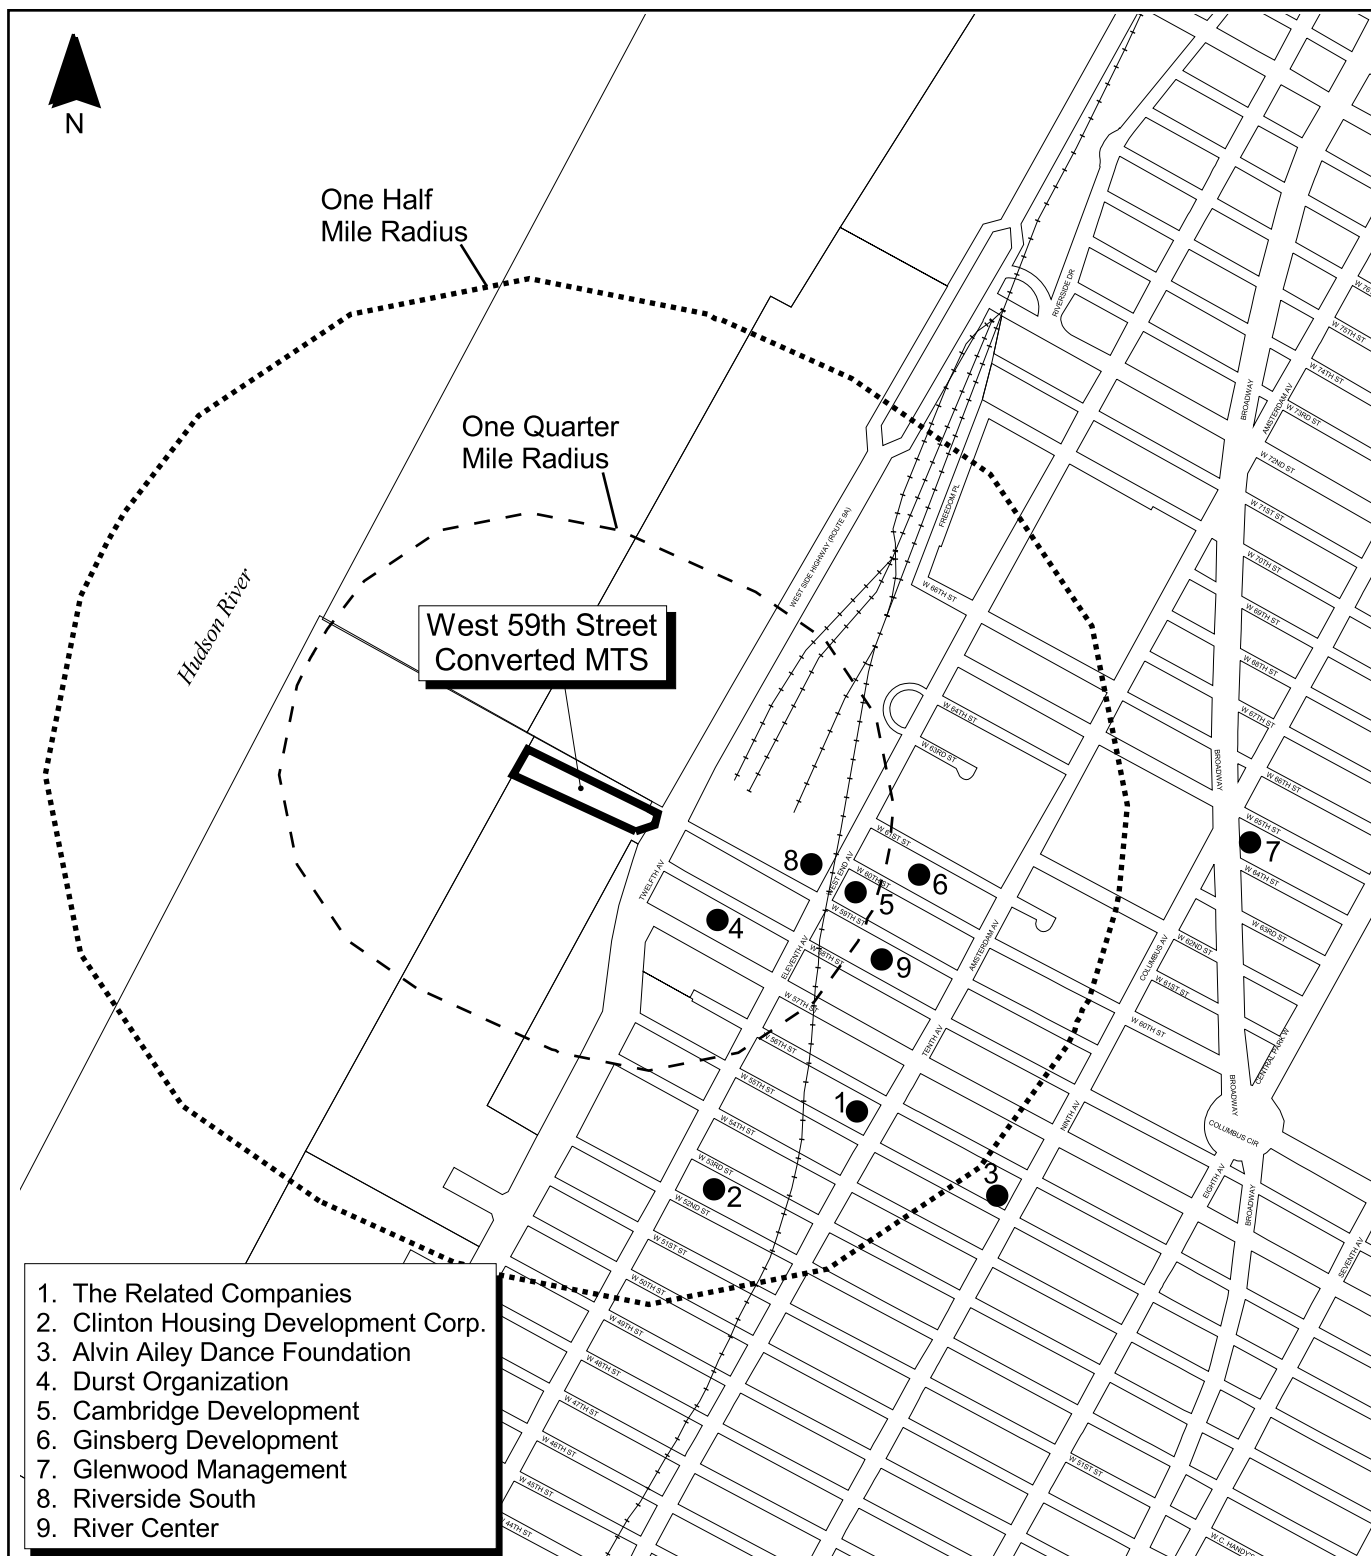 N
One Half
Mile Radius
One Quarter
Mile Radius
Hudson River
West 59th Street
Converted MTS
RIVERSIDE DR
W 75TH ST
W 74TH ST
BROADWAY
AMSTERDAM AV
W 73RD ST
W 72ND ST
W 71ST ST
W 70TH ST
W 69TH ST
W 68TH ST
W 67TH ST
W 66TH ST
W 65TH ST
W 64TH ST
W 63RD ST
FREEDOM PL
WEST SIDE HIGHWAY (ROUTE 9A)
W 66TH ST
W 64TH ST
W 63RD ST
BROADWAY
W 61ST ST
WEST END AV
W 60TH ST
W 59TH ST
W 58TH ST
TWELFTH AV
ELEVENTH AV
AMSTERDAM AV
COLUMBUS AV
W 62ND ST
W 61ST ST
W 60TH ST
CENTRAL PARK W
W 57TH ST
W 56TH ST
W 55TH ST
W 54TH ST
W 53RD ST
W 52ND ST
W 51ST ST
W 50TH ST
W 49TH ST
W 48TH ST
W 47TH ST
W 46TH ST
W 45TH ST
W 44TH ST
TENTH AV
NINTH AV
BROADWAY
COLUMBUS CIR
EIGHTH AV
BROADWAY
SEVENTH AV
W 51ST ST
8
5
6
7
4
9
1
2
3
1. The Related Companies
2. Clinton Housing Development Corp.
3. Alvin Ailey Dance Foundation
4. Durst Organization
5. Cambridge Development
6. Ginsberg Development
7. Glenwood Management
8. Riverside South
9. River Center